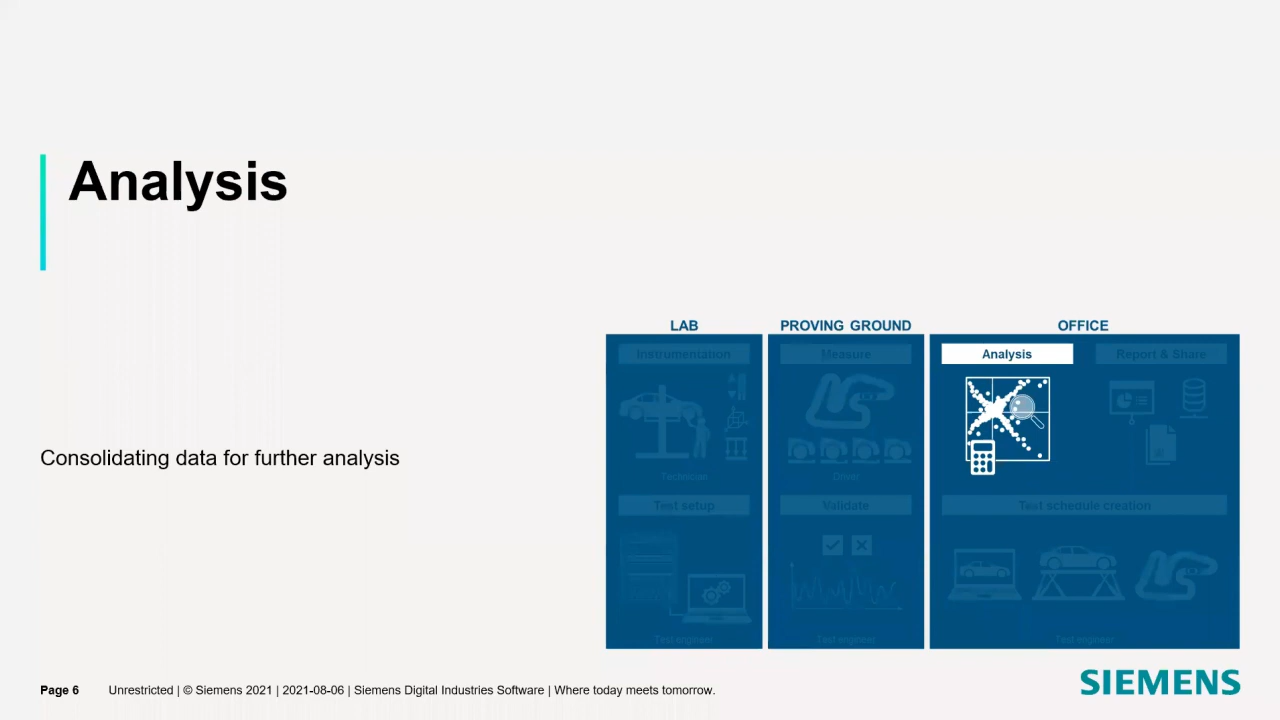 Analysis
LAB
PROVING GROUND
OFFICE
Instrumentation
Measure
Analysis
Report & Share
Consolidating data for further analysis
Technician
Driver
Test setup
Validate
Test schedule creation
Test engineer
Test engineer
Test engineer
Page 6
Unrestricted | © Siemens 2021 | 2021-08-06 | Siemens Digital Industries Software | Where today meets tomorrow.
SIEMENS